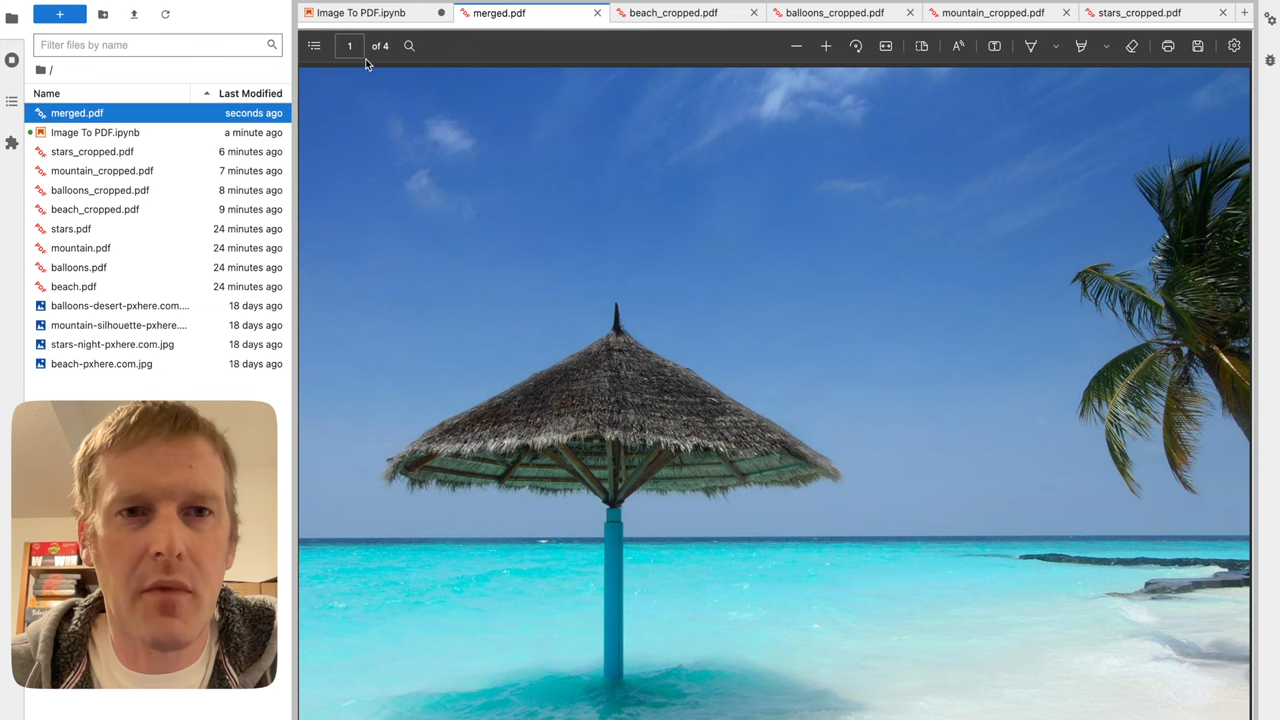 Image To PDF.ipynb
merged.pdf
beach_cropped.pdf
balloons_cropped.pdf
mountain_cropped.pdf
stars_cropped.pdf
Filter files by name
1 of 4
/
Name
Last Modified
merged.pdf seconds ago
Image To PDF.ipynb a minute ago
stars_cropped.pdf 6 minutes ago
mountain_cropped.pdf 7 minutes ago
balloons_cropped.pdf 8 minutes ago
beach_cropped.pdf 9 minutes ago
stars.pdf 24 minutes ago
mountain.pdf 24 minutes ago
balloons.pdf 24 minutes ago
beach.pdf 24 minutes ago
balloons-desert-pxhere.com.... 18 days ago
mountain-silhouette-pxhere.... 18 days ago
stars-night-pxhere.com.jpg 18 days ago
beach-pxhere.com.jpg 18 days ago